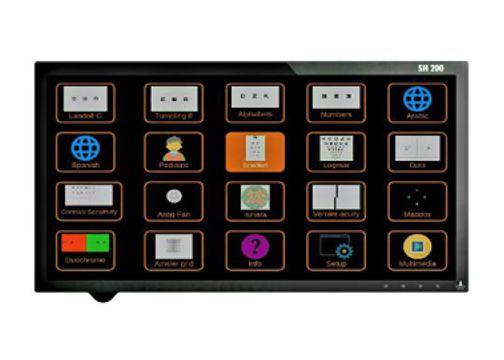 SH 200
Landolt C
Tumbling E
Alphabets
Numbers
Arabic
Spanish
Pediatric
Snellen
Logmar
Dots
Contrast Sensitivity
Astig Fan
Ishihara
Vernier acuity
Maddox
Duochrome
Amsler grid
Info
Setup
Multimedia